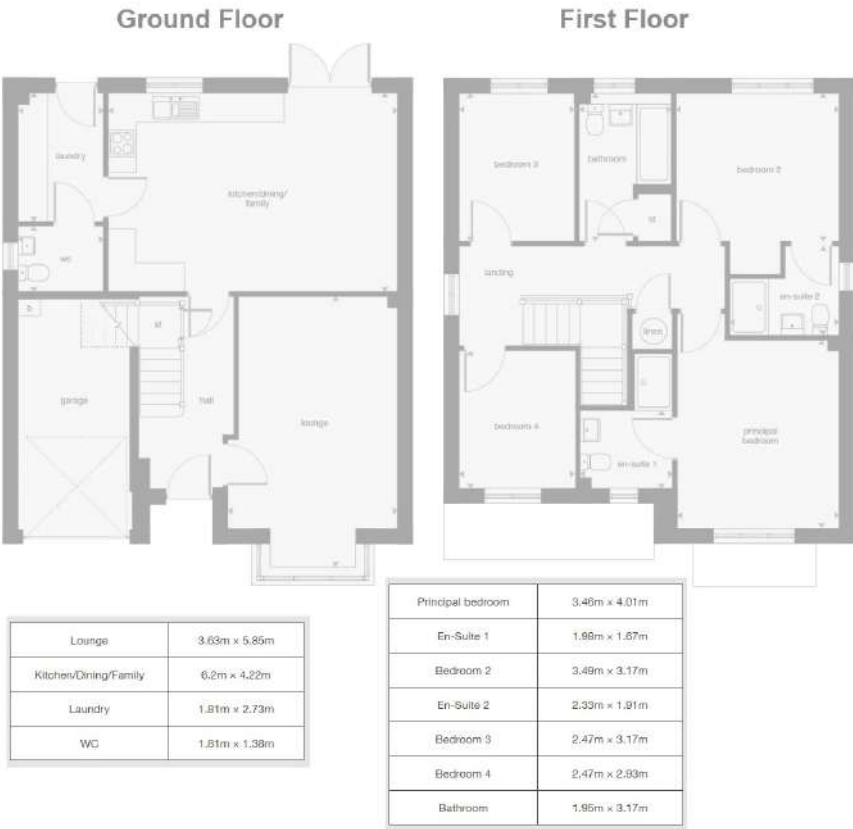 Ground Floor
First Floor
laundry
kitchen/dining/
family
wc
b
st
garage
hall
lounge
bedroom 3
bathroom
bedroom 2
st
landing
en-suite 2
linen
bedroom 4
en-suite 1
principal
bedroom
Lounge 3.63m × 5.85m
Kitchen/Dining/Family 6.2m × 4.22m
Laundry 1.81m × 2.73m
WC 1.81m × 1.38m
Principal bedroom 3.46m × 4.01m
En-Suite 1 1.98m × 1.67m
Bedroom 2 3.49m × 3.17m
En-Suite 2 2.33m × 1.91m
Bedroom 3 2.47m × 3.17m
Bedroom 4 2.47m × 2.93m
Bathroom 1.95m × 3.17m